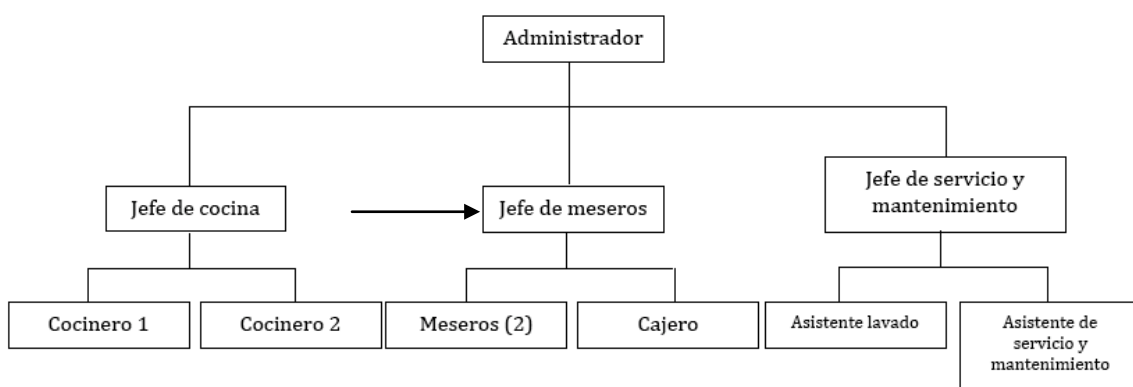 Administrador
Jefe de cocina
Jefe de meseros
Jefe de servicio y
mantenimiento
Cocinero 1
Cocinero 2
Meseros (2)
Cajero
Asistente lavado
Asistente de
servicio y
mantenimiento